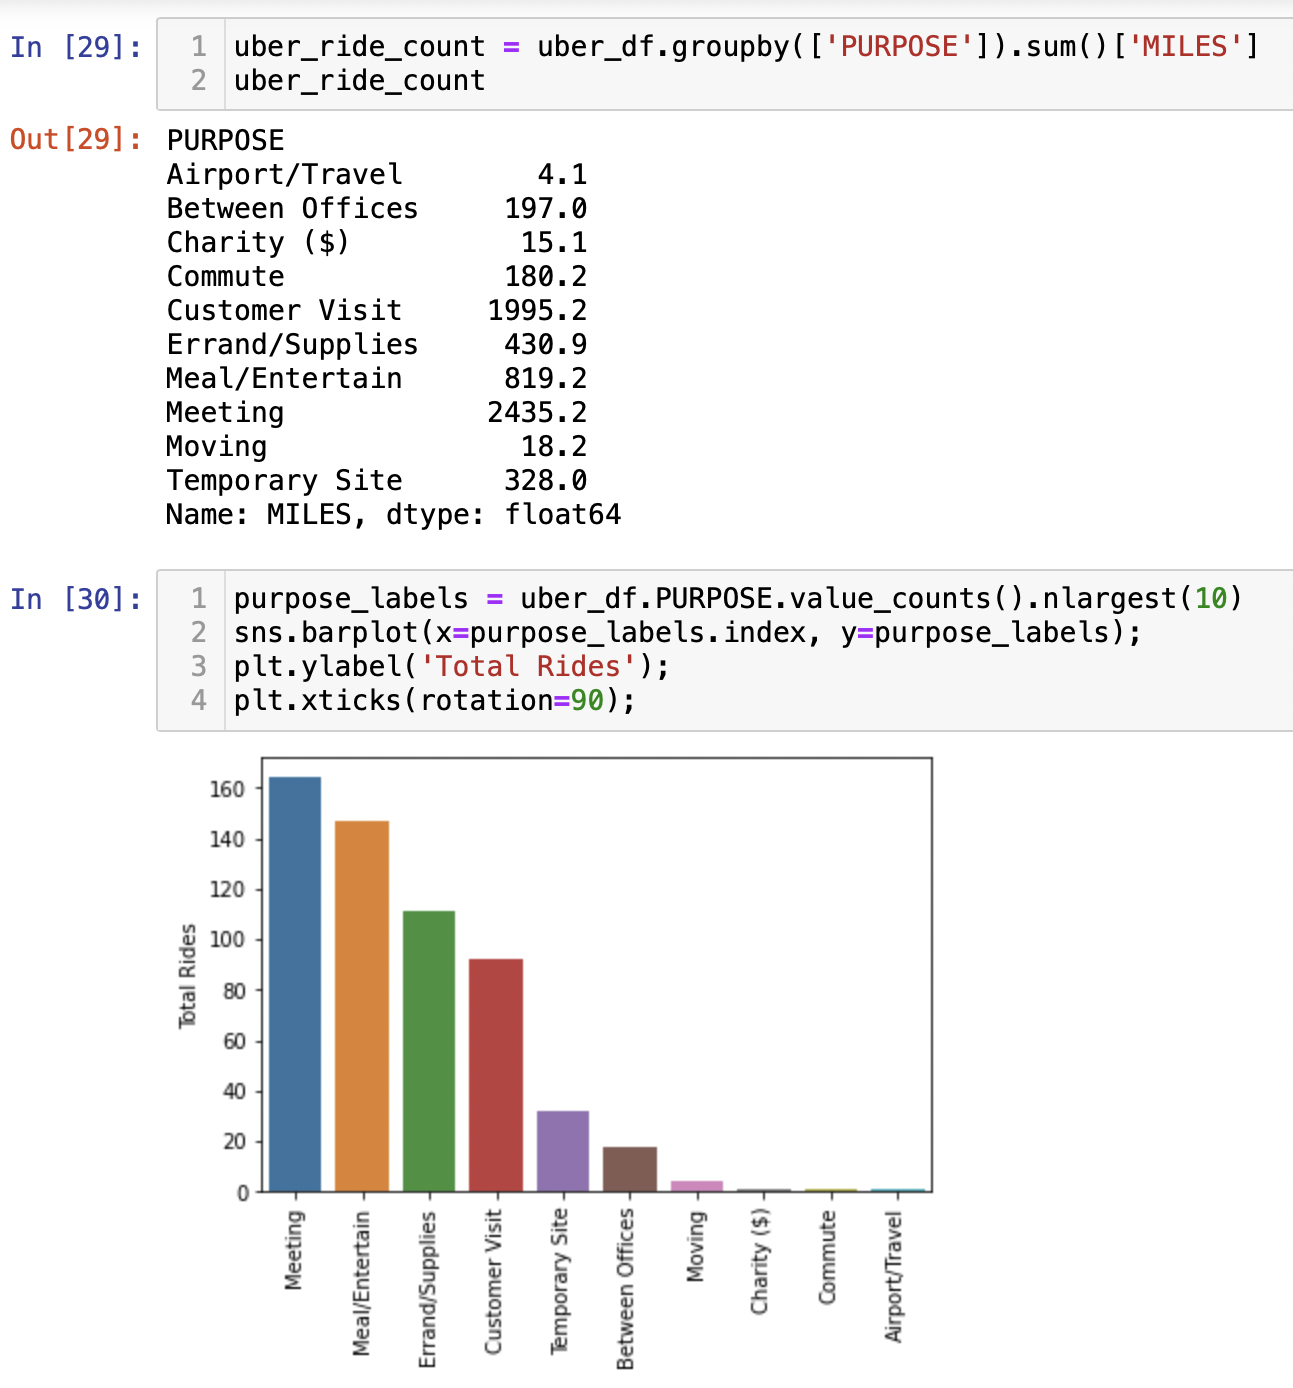 In [29]:
1 uber_ride_count = uber_df.groupby(['PURPOSE']).sum()['MILES']
2 uber_ride_count
Out[29]:
PURPOSE
Airport/Travel 4.1
Between Offices 197.0
Charity ($) 15.1
Commute 180.2
Customer Visit 1995.2
Errand/Supplies 430.9
Meal/Entertain 819.2
Meeting 2435.2
Moving 18.2
Temporary Site 328.0
Name: MILES, dtype: float64
In [30]:
1 purpose_labels = uber_df.PURPOSE.value_counts().nlargest(10)
2 sns.barplot(x=purpose_labels.index, y=purpose_labels);
3 plt.ylabel('Total Rides');
4 plt.xticks(rotation=90);
Total Rides
160
140
120
100
80
60
40
20
0
Meeting
Meal/Entertain
Errand/Supplies
Customer Visit
Temporary Site
Between Offices
Moving
Charity ($)
Commute
Airport/Travel